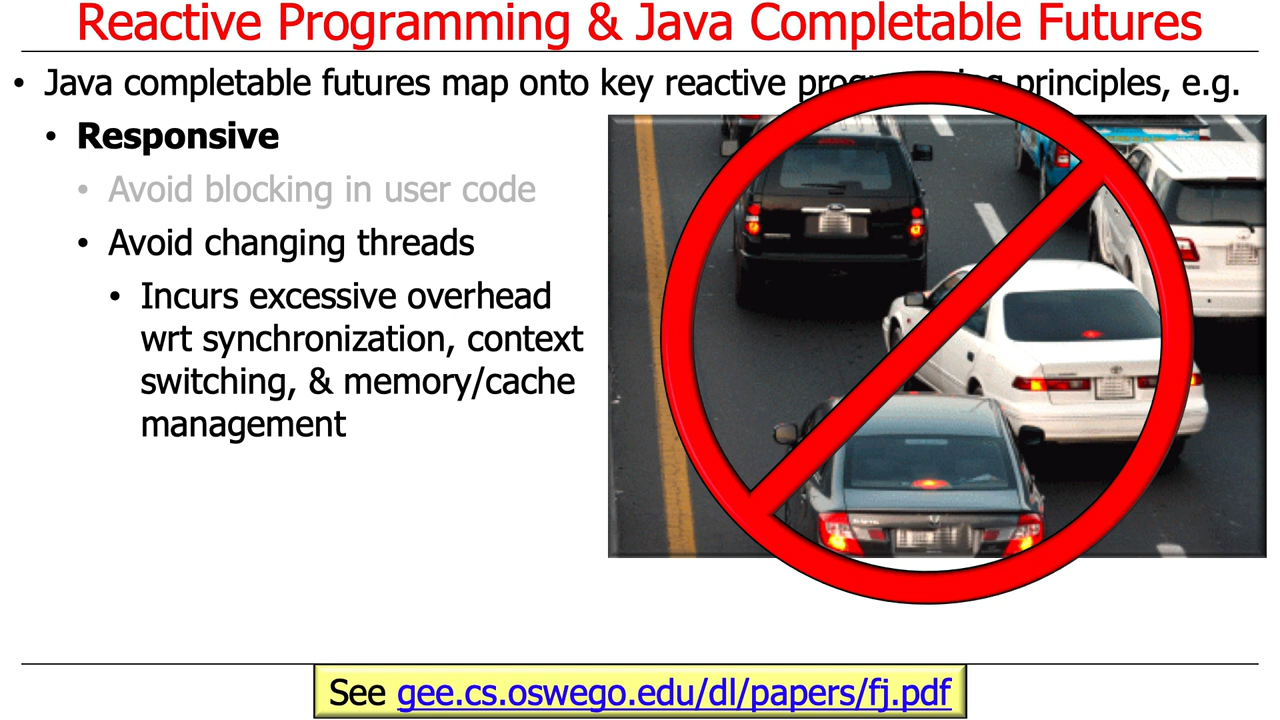 Reactive Programming & Java Completable Futures
• Java completable futures map onto key reactive programming principles, e.g.
• Responsive
• Avoid blocking in user code
• Avoid changing threads
• Incurs excessive overhead
wrt synchronization, context
switching, & memory/cache
management
See gee.cs.oswego.edu/dl/papers/fj.pdf